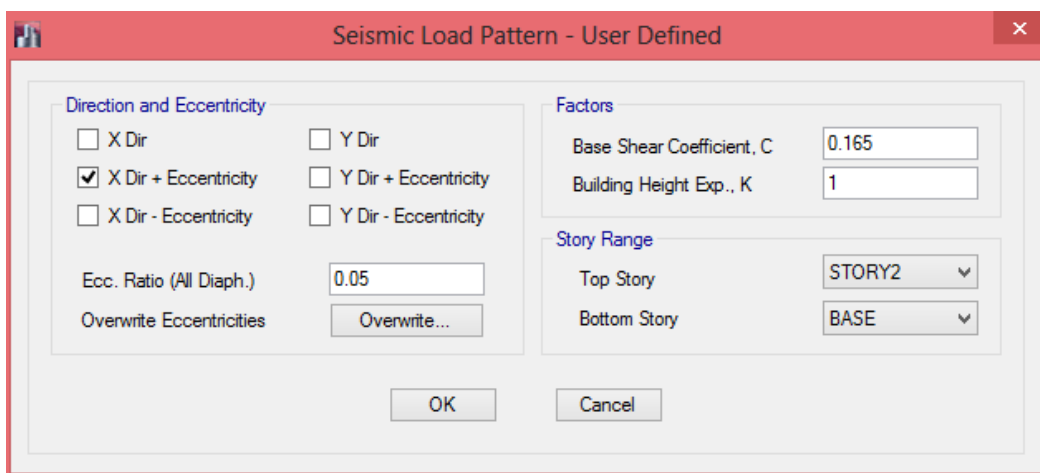 Seismic Load Pattern - User Defined
Direction and Eccentricity
X Dir
Y Dir
X Dir + Eccentricity
Y Dir + Eccentricity
X Dir - Eccentricity
Y Dir - Eccentricity
Ecc. Ratio (All Diaph.)
0.05
Overwrite Eccentricities
Overwrite...
Factors
Base Shear Coefficient, C
0.165
Building Height Exp., K
1
Story Range
Top Story
STORY2
Bottom Story
BASE
OK
Cancel